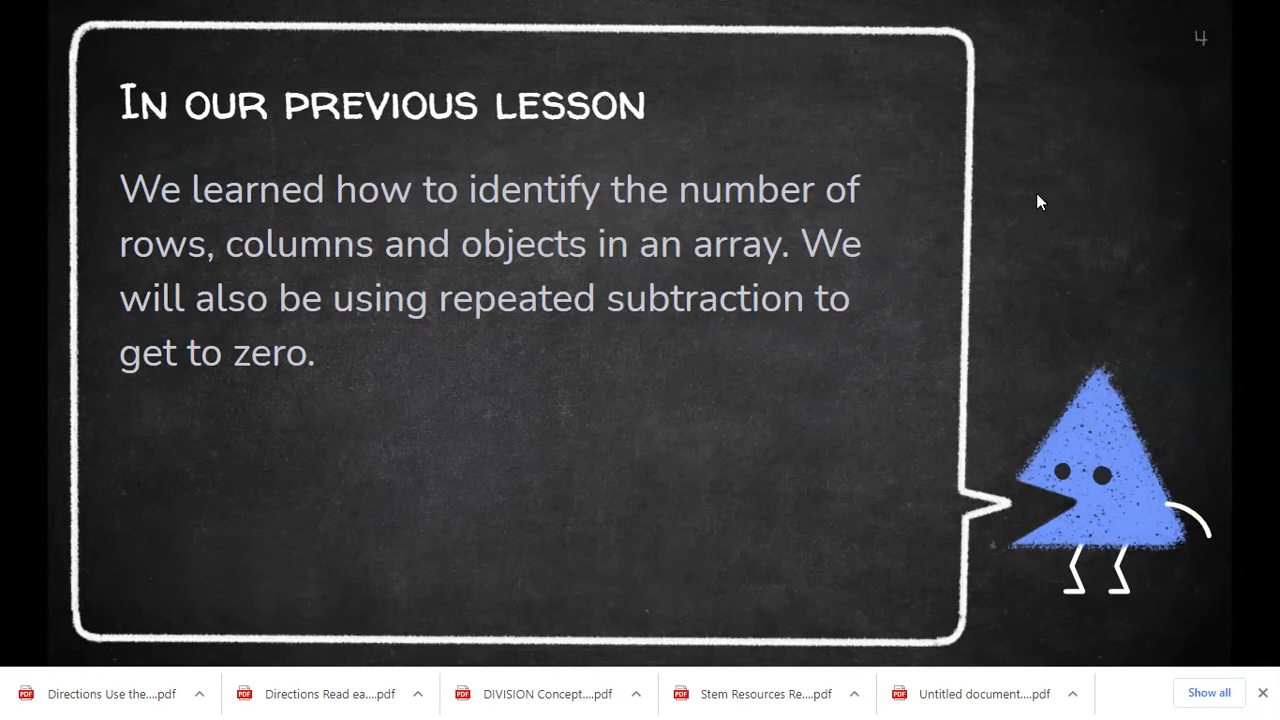 4
In our previous lesson
We learned how to identify the number of
rows, columns and objects in an array. We
will also be using repeated subtraction to
get to zero.
Directions Use the....pdf
Directions Read ea....pdf
DIVISION Concept....pdf
Stem Resources Re....pdf
Untitled document....pdf
Show all